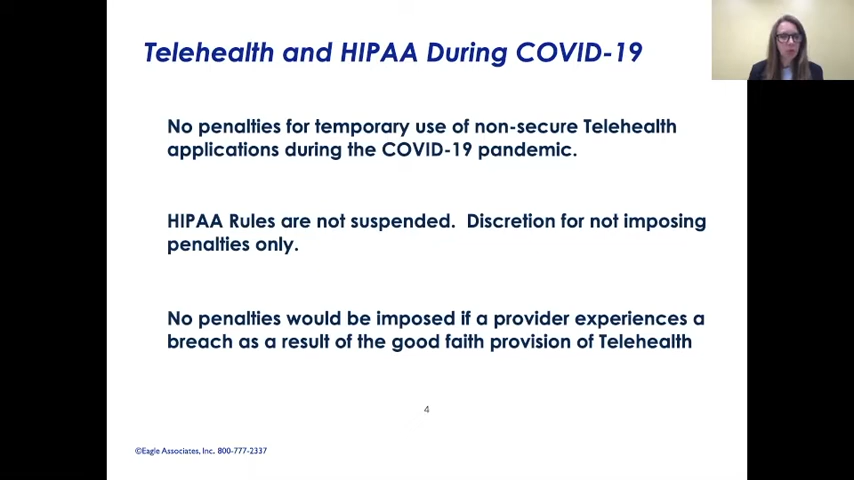 Telehealth and HIPAA During COVID-19
No penalties for temporary use of non-secure Telehealth
applications during the COVID-19 pandemic.
HIPAA Rules are not suspended.  Discretion for not imposing
penalties only.
No penalties would be imposed if a provider experiences a
breach as a result of the good faith provision of Telehealth
4
©Eagle Associates, Inc. 800-777-2337